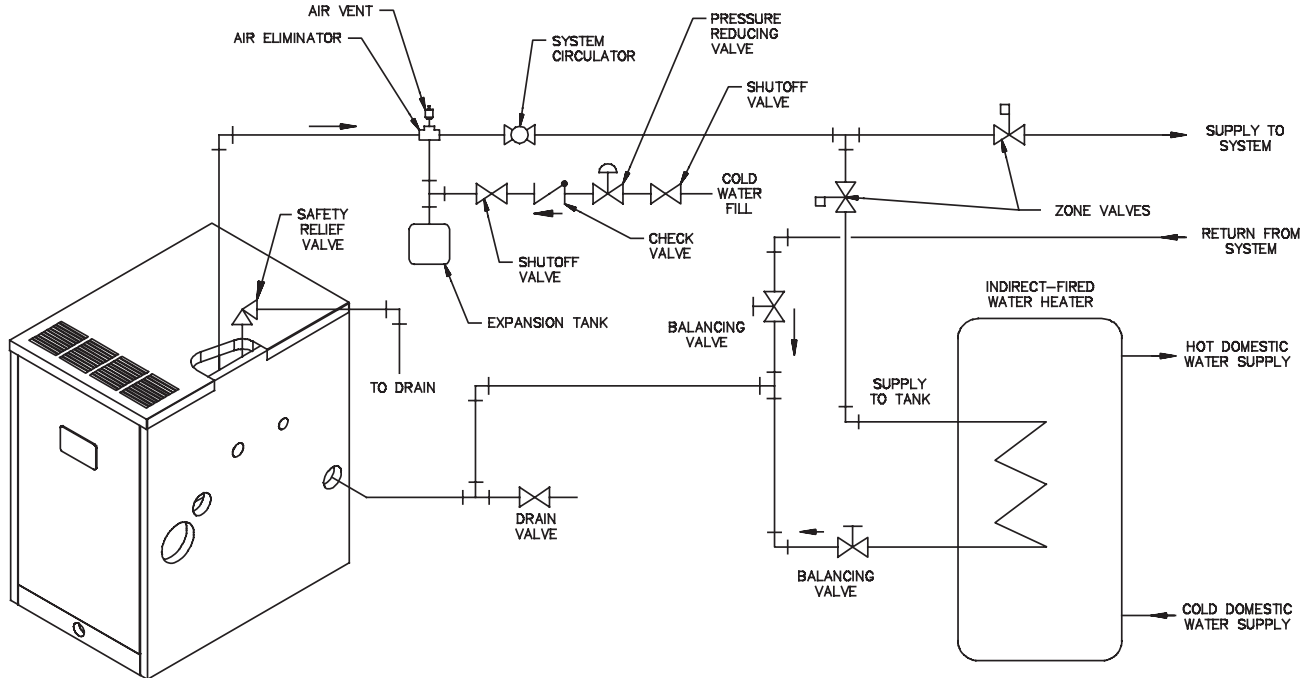 AIR VENT
AIR ELIMINATOR
SYSTEM
CIRCULATOR
PRESSURE
REDUCING
VALVE
SHUTOFF
VALVE
SUPPLY TO
SYSTEM
COLD
WATER
FILL
ZONE VALVES
SAFETY
RELIEF
VALVE
SHUTOFF
VALVE
CHECK
VALVE
RETURN FROM
SYSTEM
EXPANSION TANK
INDIRECT-FIRED
WATER HEATER
BALANCING
VALVE
HOT DOMESTIC
WATER SUPPLY
TO DRAIN
SUPPLY
TO TANK
DRAIN
VALVE
BALANCING
VALVE
COLD DOMESTIC
WATER SUPPLY